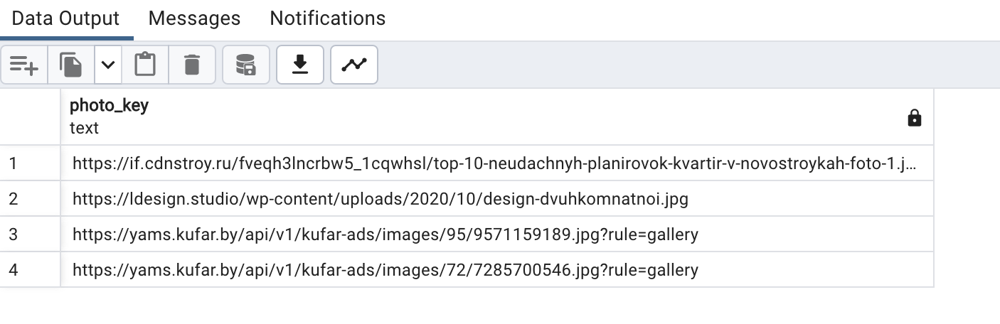 Data Output Messages Notifications
photo_key
text
1 https://if.cdnstroy.ru/fveqh3lncrbw5_1cqwhsl/top-10-neudachnyh-planirovok-kvartir-v-novostroykah-foto-1.j...
2 https://ldesign.studio/wp-content/uploads/2020/10/design-dvuhkomnatnoi.jpg
3 https://yams.kufar.by/api/v1/kufar-ads/images/95/9571159189.jpg?rule=gallery
4 https://yams.kufar.by/api/v1/kufar-ads/images/72/7285700546.jpg?rule=gallery